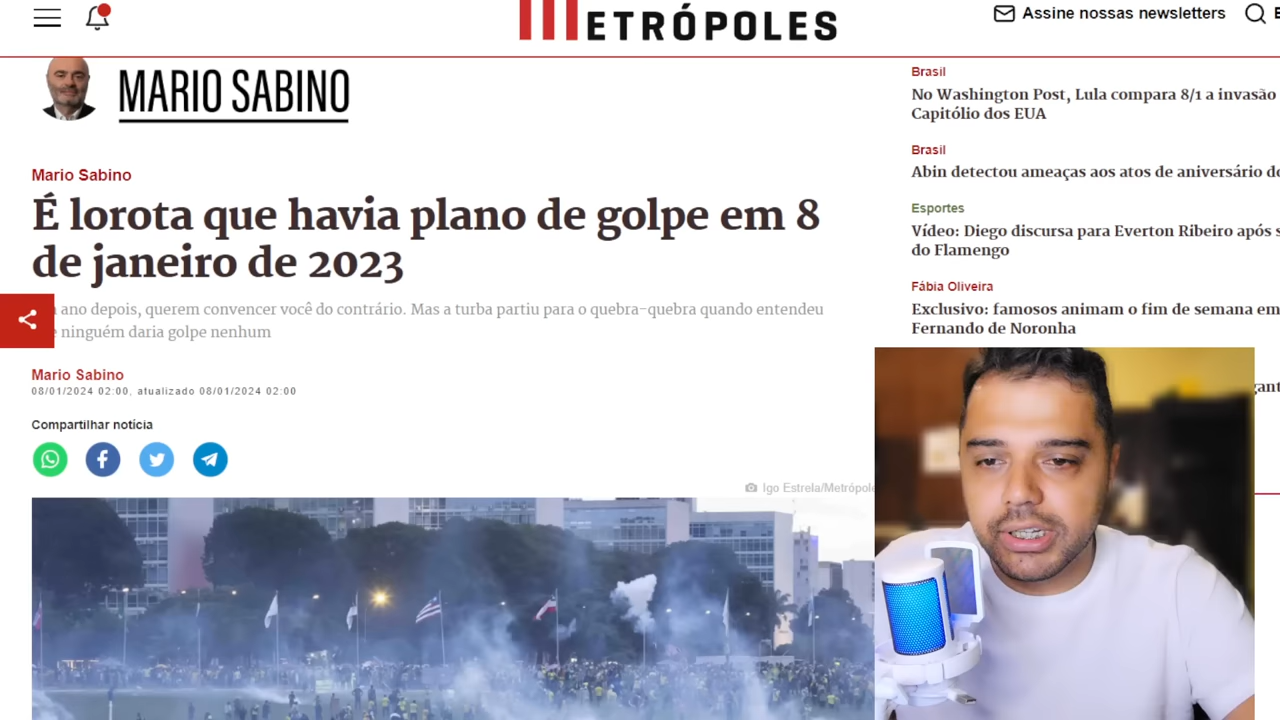 METRÓPOLES
Assine nossas newsletters
MARIO SABINO
Mario Sabino
É lorota que havia plano de golpe em 8
de janeiro de 2023
ano depois, querem convencer você do contrário. Mas a turba partiu para o quebra-quebra quando entendeu
ninguém daria golpe nenhum
Mario Sabino
08/01/2024 02:00, atualizado 08/01/2024 02:00
Compartilhar notícia
Igo Estrela/Metrópole
Brasil
No Washington Post, Lula compara 8/1 a invasão
Capitólio dos EUA
Brasil
Abin detectou ameaças aos atos de aniversário do
Esportes
Vídeo: Diego discursa para Everton Ribeiro após s
do Flamengo
Fábia Oliveira
Exclusivo: famosos animam o fim de semana em
Fernando de Noronha